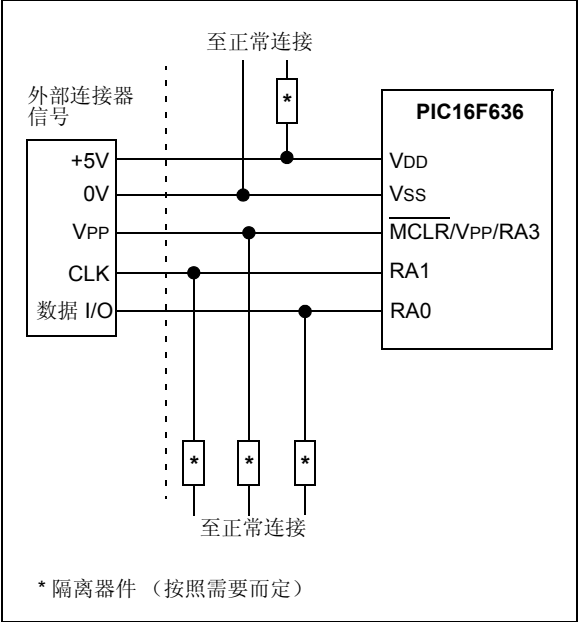 至正常连接
外部连接器
信号
*
PIC16F636
+5V
VDD
0V
VSS
VPP
MCLR/VPP/RA3
CLK
RA1
数据 I/O
RA0
* * *
至正常连接
* 隔离器件 （按照需要而定）